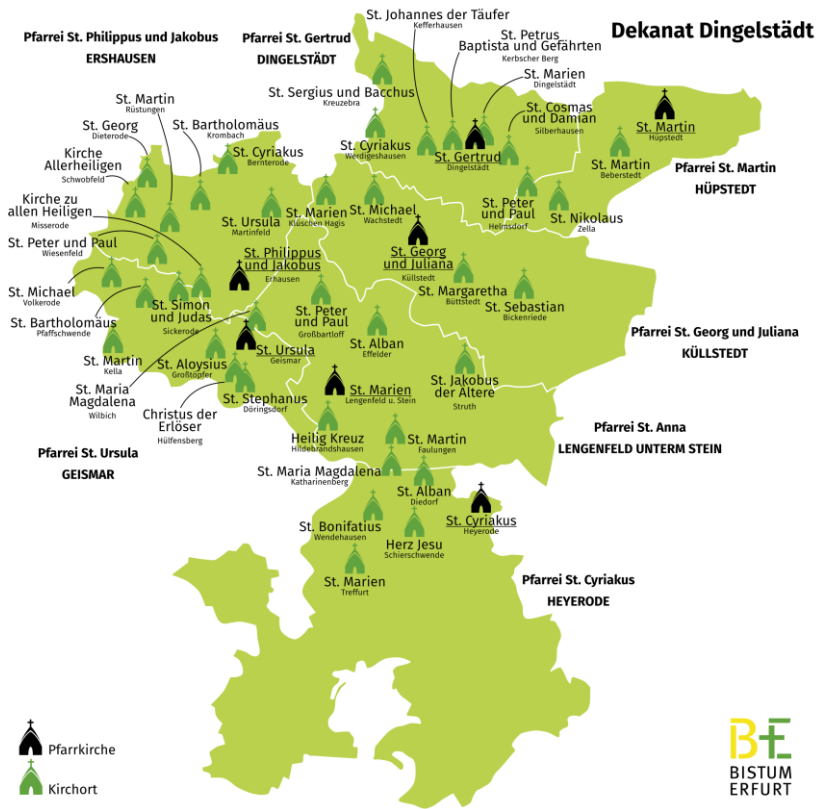 Dekanat Dingelstädt
Pfarrei St. Philippus und Jakobus
ERSHAUSEN
Pfarrei St. Gertrud
DINGELSTÄDT
St. Johannes der Täufer
Kefferhausen
St. Petrus
Baptista und Gefährten
Kerbscher Berg
St. Marien
Dingelstädt
St. Sergius und Bacchus
Kreuzebra
St. Cosmas
und Damian
Silberhausen
St. Martin
Hüpstedt
St. Martin
Rüstungen
St. Georg
Dieterode
St. Bartholomäus
Krombach
St. Cyriakus
Bernterode
St. Cyriakus
Werdigeshausen
St. Gertrud
Dingelstädt
St. Martin
Beberstedt
Pfarrei St. Martin
HÜPSTEDT
Kirche
Allerheiligen
Schwobfeld
Kirche zu
allen Heiligen
Misserode
St. Ursula
Martinfeld
St. Marien
Klüschen Hagis
St. Michael
Wachstedt
St. Peter
und Paul
Helmsdorf
St. Nikolaus
Zella
St. Peter und Paul
Wiesenfeld
St. Philippus
und Jakobus
Erhausen
St. Georg
und Juliana
Küllstedt
St. Michael
Volkerode
St. Simon
und Judas
Sickerode
St. Peter
und Paul
Großbartloff
St. Margaretha
Büttstedt
St. Sebastian
Bickenriede
St. Bartholomäus
Pfaffschwende
St. Alban
Effelder
Pfarrei St. Georg und Juliana
KÜLLSTEDT
St. Martin
Kella
St. Aloysius
Großtöpfer
St. Ursula
Geismar
St. Maria
Magdalena
Wilbich
St. Stephanus
Döringsdorf
St. Marien
Lengenfeld u. Stein
St. Jakobus
der Ältere
Struth
Christus der
Erlöser
Hülfensberg
Pfarrei St. Ursula
GEISMAR
Heilig Kreuz
Hildebrandshausen
St. Martin
Faulungen
Pfarrei St. Anna
LENGENFELD UNTERM STEIN
St. Maria Magdalena
Katharinenberg
St. Alban
Diedorf
St. Cyriakus
Heyerode
St. Bonifatius
Wendehausen
Herz Jesu
Schierschwende
St. Marien
Treffurt
Pfarrei St. Cyriakus
HEYERODE
Pfarrkirche
Kirchort
B+E
BISTUM
ERFURT